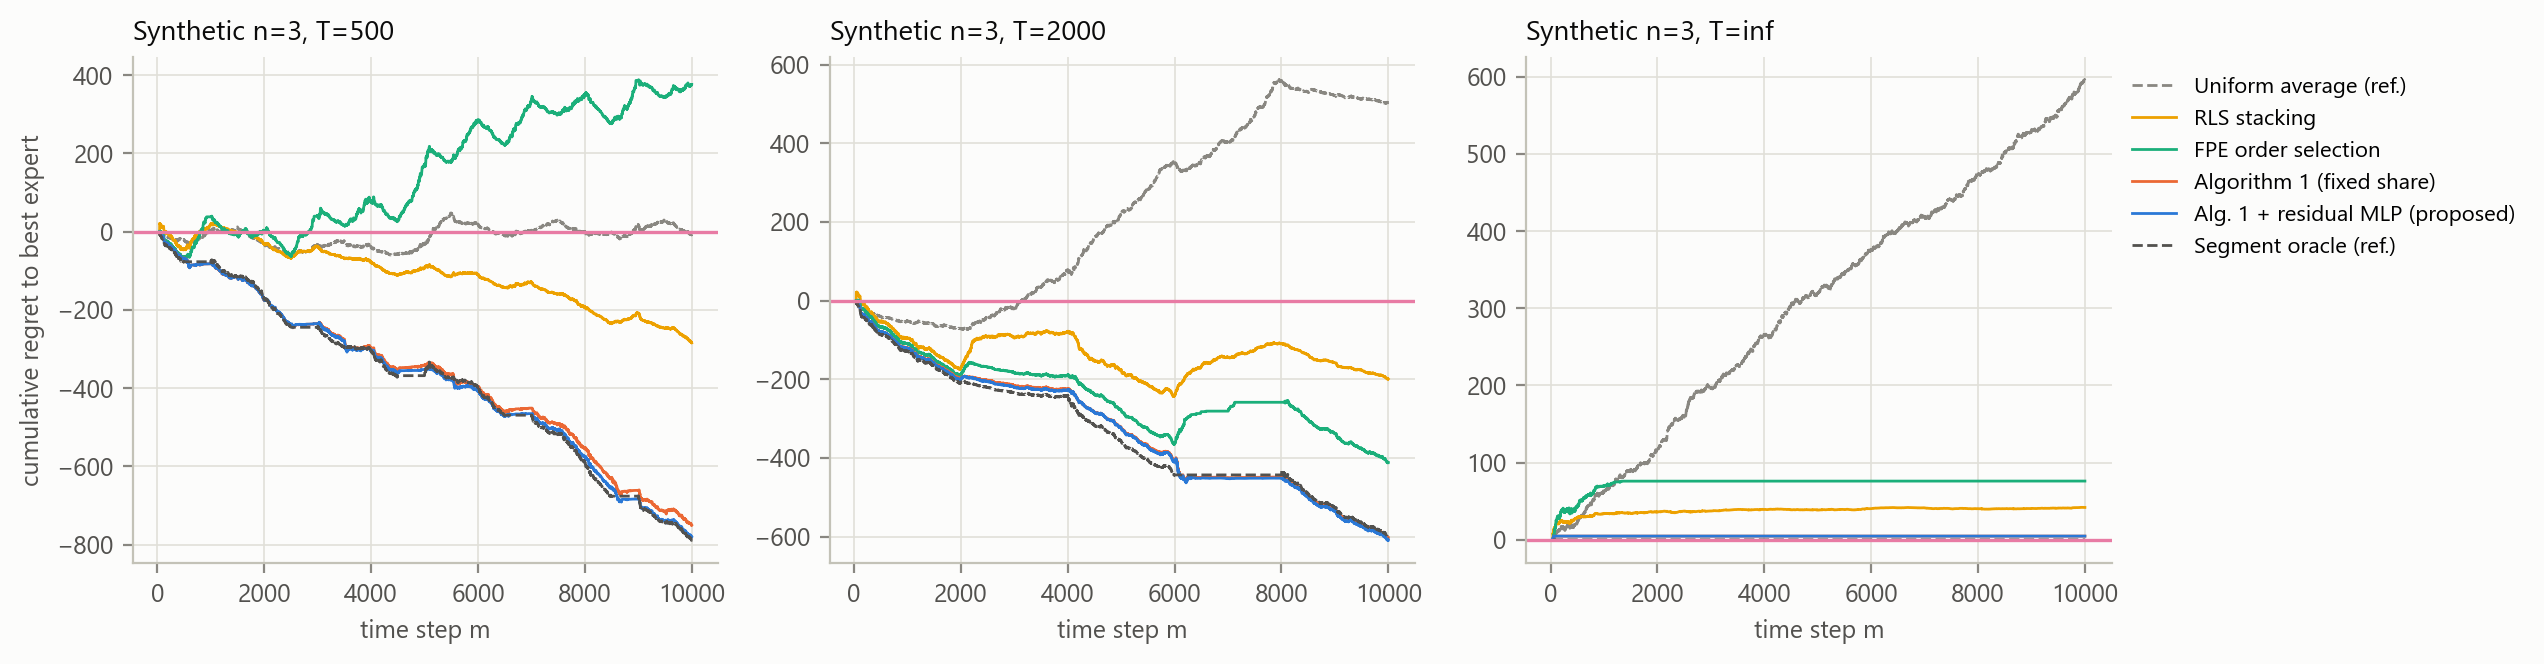 Synthetic n=3, T=500
cumulative regret to best expert
400
200
0
−200
−400
−600
−800
0 2000 4000 6000 8000 10000
time step m
Synthetic n=3, T=2000
600
400
200
0
−200
−400
−600
0 2000 4000 6000 8000 10000
time step m
Synthetic n=3, T=inf
600
500
400
300
200
100
0
0 2000 4000 6000 8000 10000
time step m
Uniform average (ref.)
RLS stacking
FPE order selection
Algorithm 1 (fixed share)
Alg. 1 + residual MLP (proposed)
Segment oracle (ref.)